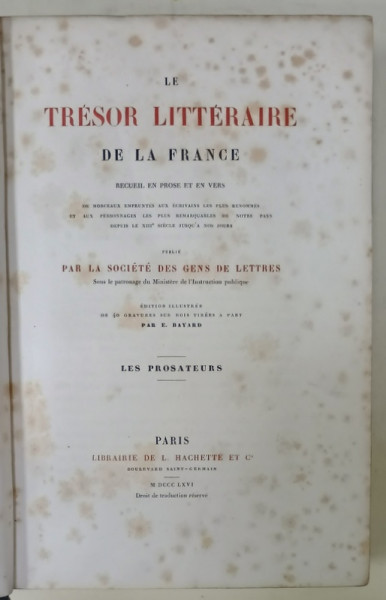 LE
TRÉSOR LITTÉRAIRE
DE LA FRANCE
RECUEIL EN PROSE ET EN VERS
DE MORCEAUX EMPRUNTÉS AUX ÉCRIVAINS LES PLUS RENOMMÉS
ET AUX PERSONNAGES LES PLUS REMARQUABLES DE NOTRE PAYS
DEPUIS LE XIIIe SIÈCLE JUSQU'A NOS JOURS
PUBLIÉ
PAR LA SOCIÉTÉ DES GENS DE LETTRES
Sous le patronage du Ministère de l'Instruction publique
ÉDITION ILLUSTRÉE
DE GRAVURES SUR BOIS TIRÉES A PART
PAR E. BAYARD
LES PROSATEURS
PARIS
LIBRAIRIE DE L. HACHETTE ET Cie
BOULEVARD SAINT-GERMAIN
M DCCC LXVI
Droit de traduction réservé